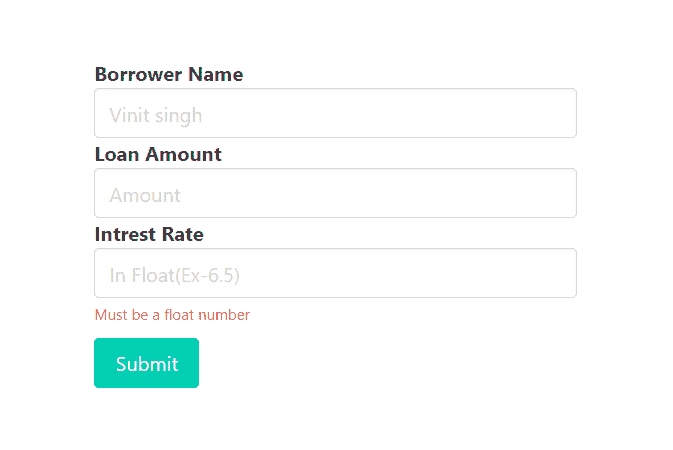 Borrower Name
Vinit singh
Loan Amount
Amount
Intrest Rate
In Float(Ex-6.5)
Must be a float number
Submit